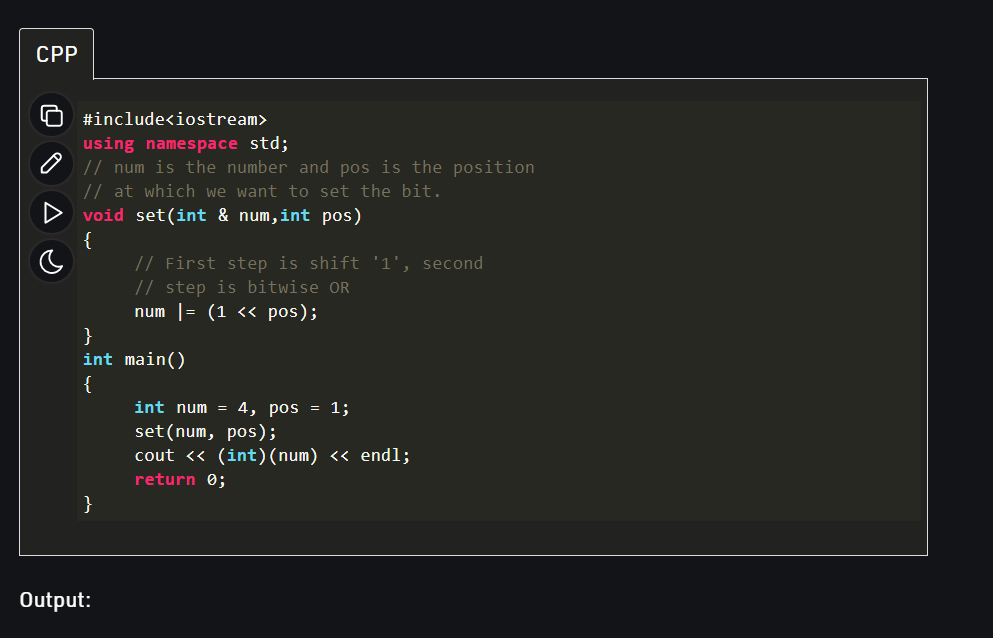 CPP
#include<iostream>
using namespace std;
// num is the number and pos is the position
// at which we want to set the bit.
void set(int & num,int pos)
{
     // First step is shift '1', second
     // step is bitwise OR
     num |= (1 << pos);
}
int main()
{
     int num = 4, pos = 1;
     set(num, pos);
     cout << (int)(num) << endl;
     return 0;
}
Output: